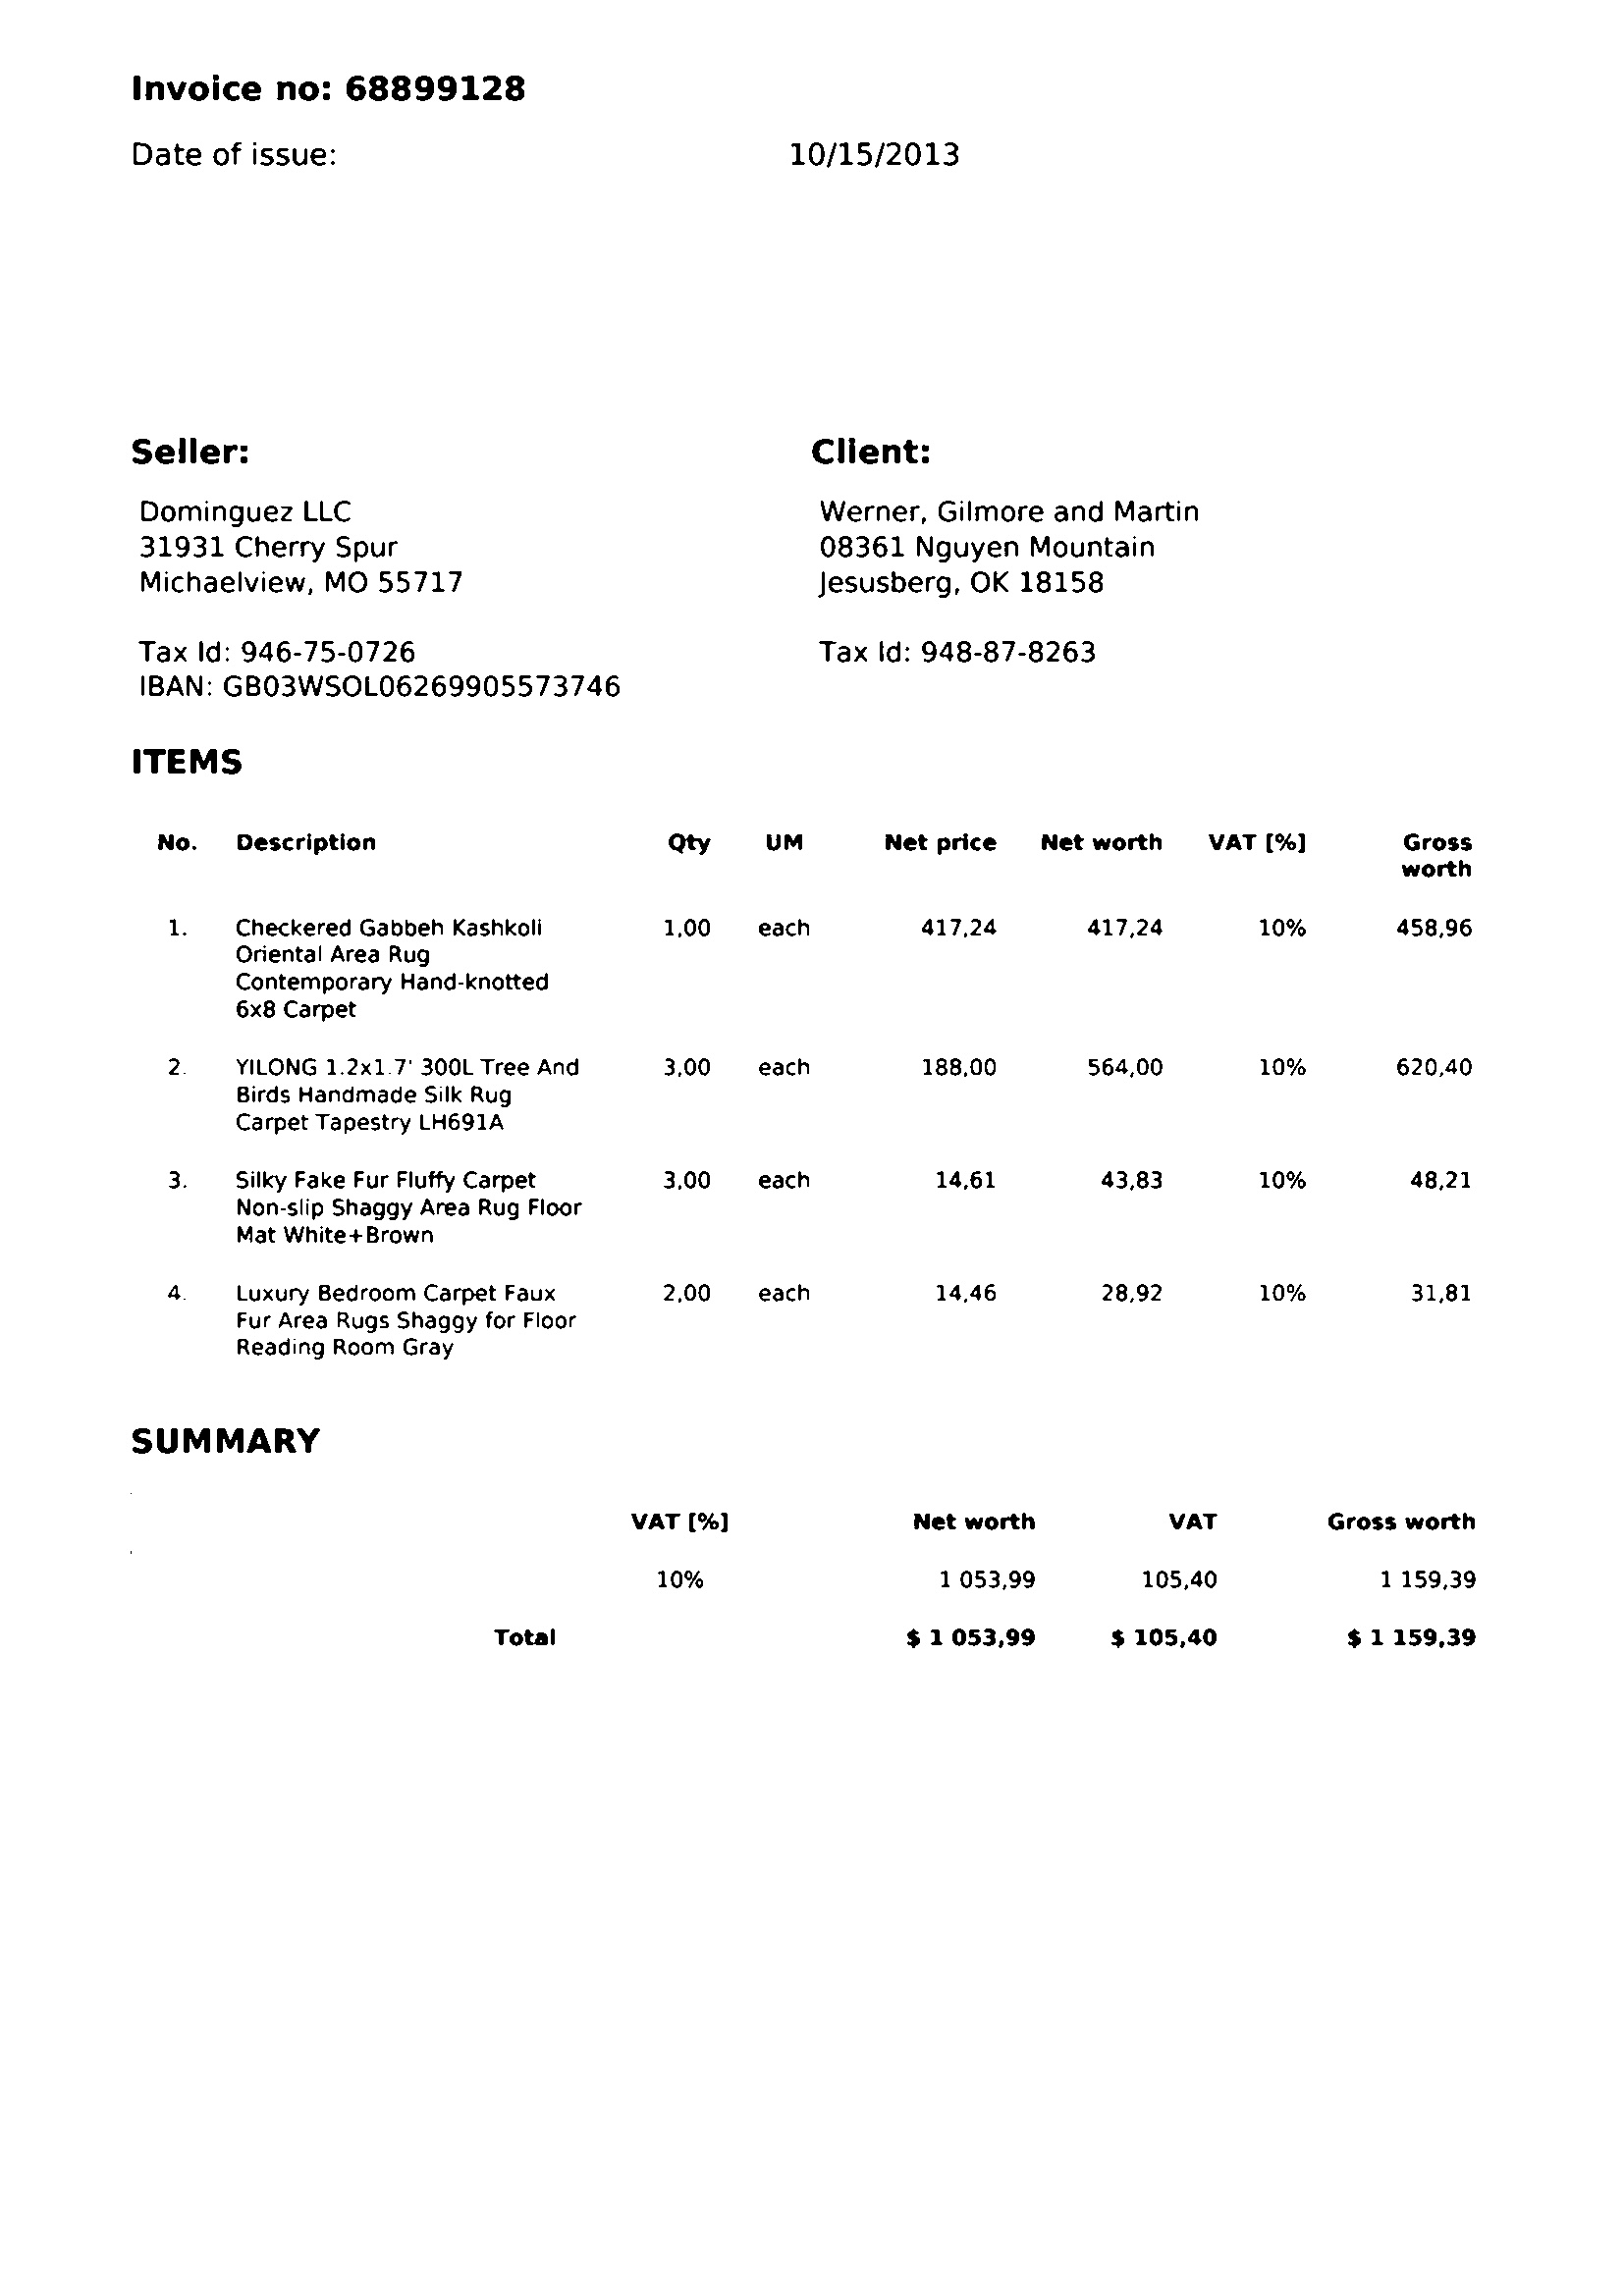 Invoice no: 68899128
Date of issue: 10/15/2013
Seller: Client:
Dominguez LLC Werner, Gilmore and Martin
31931 Cherry Spur 08361 Nguyen Mountain
Michaelview, MO 55717 Jesusberg, OK 18158
Tax Id: 946-75-0726 Tax Id: 948-87-8263
IBAN: GB03WSOL06269905573746
ITEMS
No. Description Qty UM Net price Net worth VAT [%] Gross
worth
1. Checkered Gabbeh Kashkoli 1,00 each 417,24 417,24 10% 458,96
Oriental Area Rug
Contemporary Hand-knotted
6x8 Carpet
2. YILONG 1.2x1.7' 300L Tree And 3,00 each 188,00 564,00 10% 620,40
Birds Handmade Silk Rug
Carpet Tapestry LH691A
3. Silky Fake Fur Fluffy Carpet 3,00 each 14,61 43,83 10% 48,21
Non-slip Shaggy Area Rug Floor
Mat White+Brown
4. Luxury Bedroom Carpet Faux 2,00 each 14,46 28,92 10% 31,81
Fur Area Rugs Shaggy for Floor
Reading Room Gray
SUMMARY
VAT [%] Net worth VAT Gross worth
10% 1 053,99 105,40 1 159,39
Total $ 1 053,99 $ 105,40 $ 1 159,39